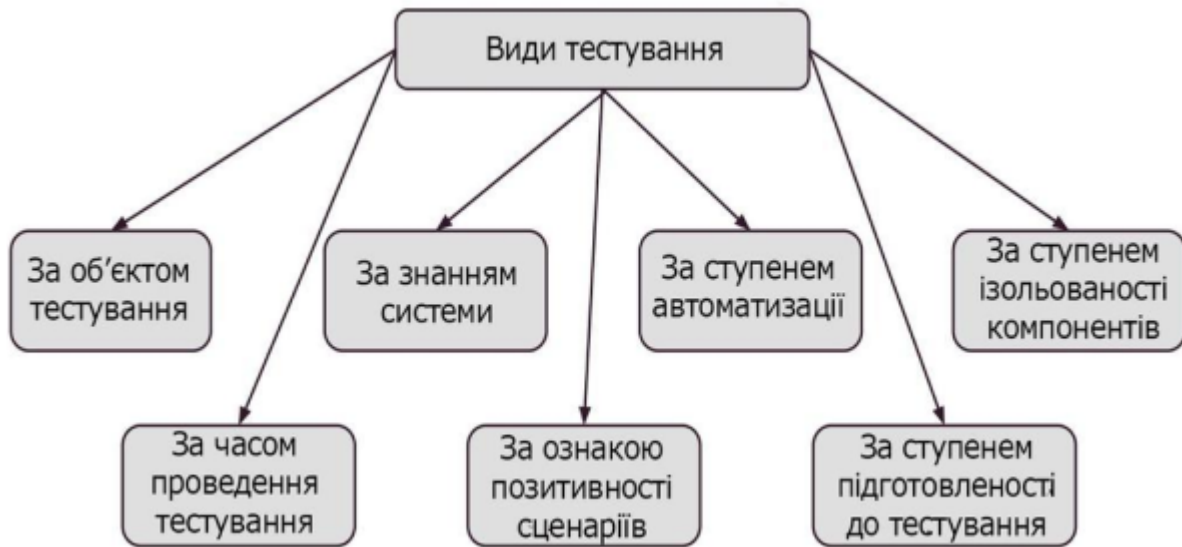 Види тестування
За об’єктом
тестування
За знанням
системи
За ступенем
автоматизації
За ступенем
ізольованості
компонентів
За часом
проведення
тестування
За ознакою
позитивності
сценаріїв
За ступенем
підготовленості
до тестування